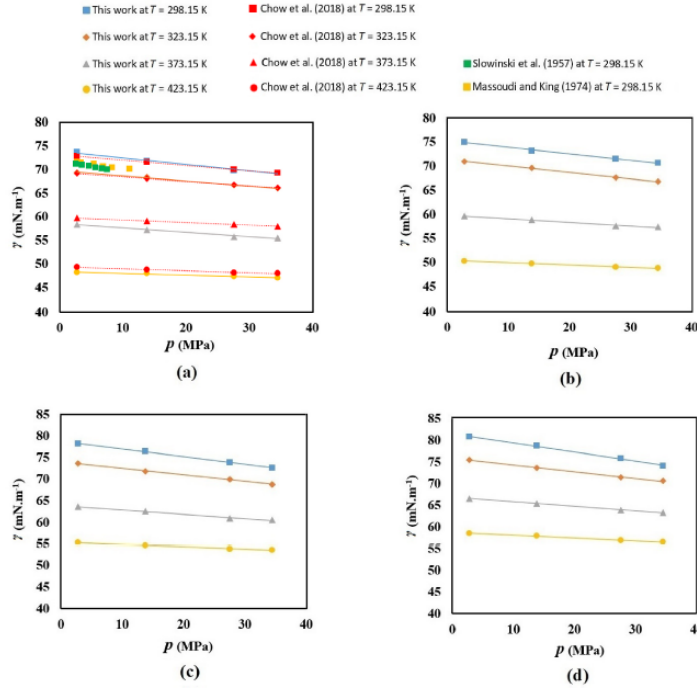 This work at T = 298.15 K
Chow et al. (2018) at T = 298.15 K
This work at T = 323.15 K
Chow et al. (2018) at T = 323.15 K
This work at T = 373.15 K
Chow et al. (2018) at T = 373.15 K
Slowinski et al. (1957) at T = 298.15 K
This work at T = 423.15 K
Chow et al. (2018) at T = 423.15 K
Massoudi and King (1974) at T = 298.15 K
80
75
70
65
60
55
50
45
40
γ (mN.m⁻¹)
0 10 20 30 40
p (MPa)
(a)
80
75
70
65
60
55
50
45
40
γ (mN.m⁻¹)
0 10 20 30 40
p (MPa)
(b)
85
80
75
70
65
60
55
50
45
40
γ (mN.m⁻¹)
0 10 20 30 40
p (MPa)
(c)
85
80
75
70
65
60
55
50
45
40
γ (mN.m⁻¹)
0 10 20 30 40
p (MPa)
(d)